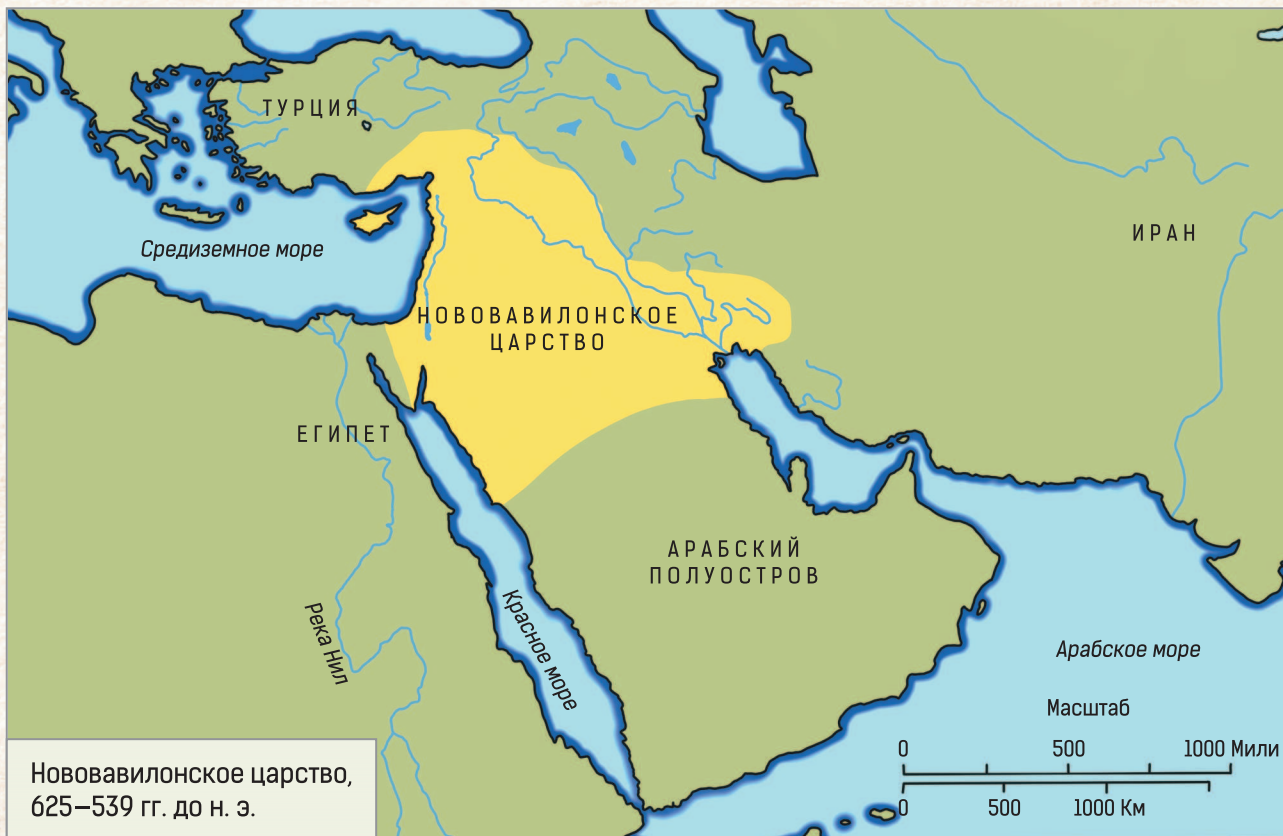 ТУРЦИЯ
Средиземное море
ИРАН
НОВОВАВИЛОНСКОЕ
ЦАРСТВО
ЕГИПЕТ
АРАБСКИЙ
ПОЛУОСТРОВ
Река Нил
Красное море
Арабское море
Масштаб
0 500 1000 Мили
0 500 1000 Км
Нововавилонское царство,
625–539 гг. до н. э.